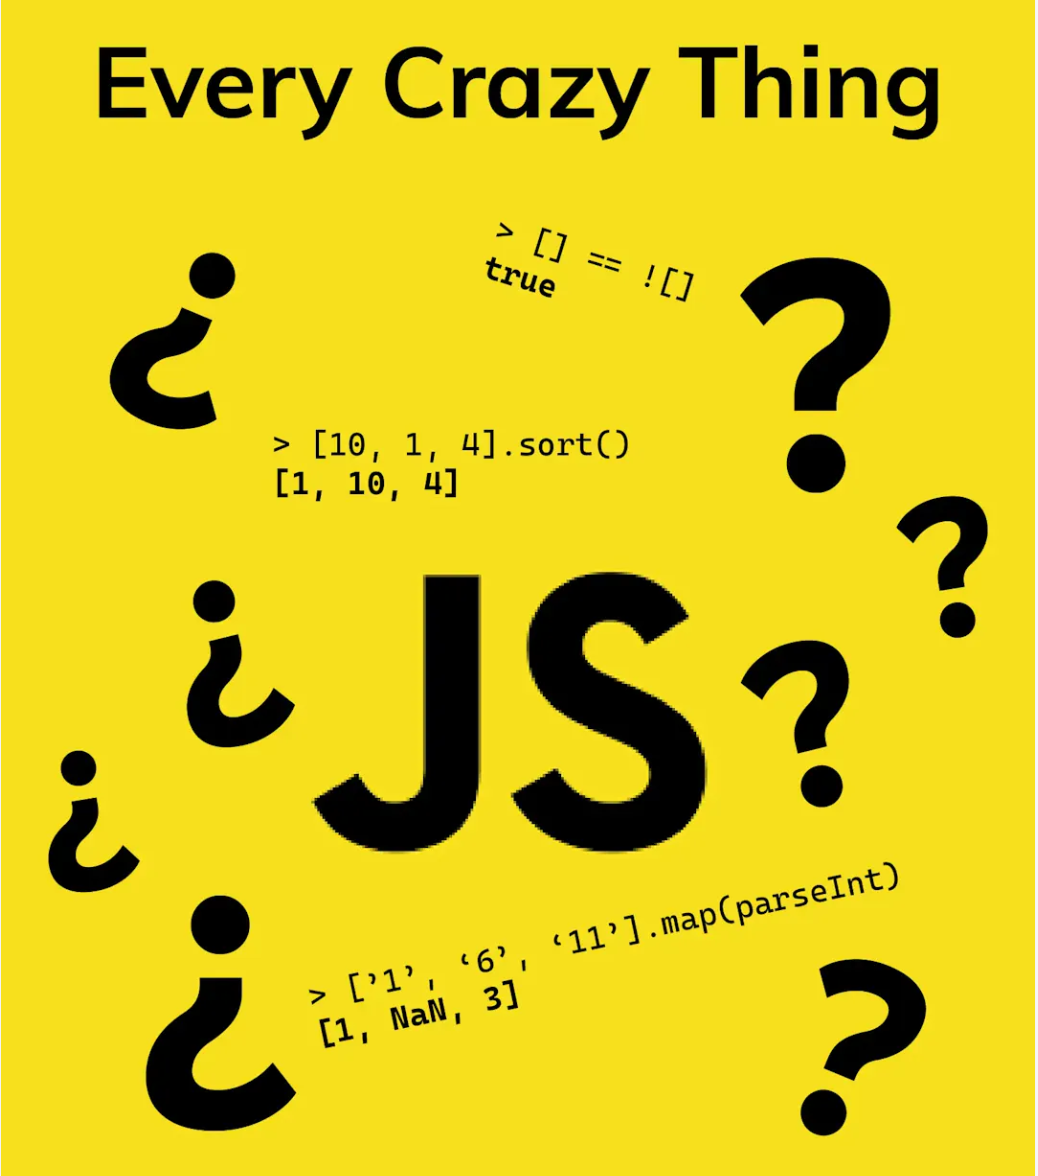 Every Crazy Thing
> [] == ![]
true
> [10, 1, 4].sort()
[1, 10, 4]
JS
> [’1’, ‘6’, ‘11’].map(parseInt)
[1, NaN, 3]